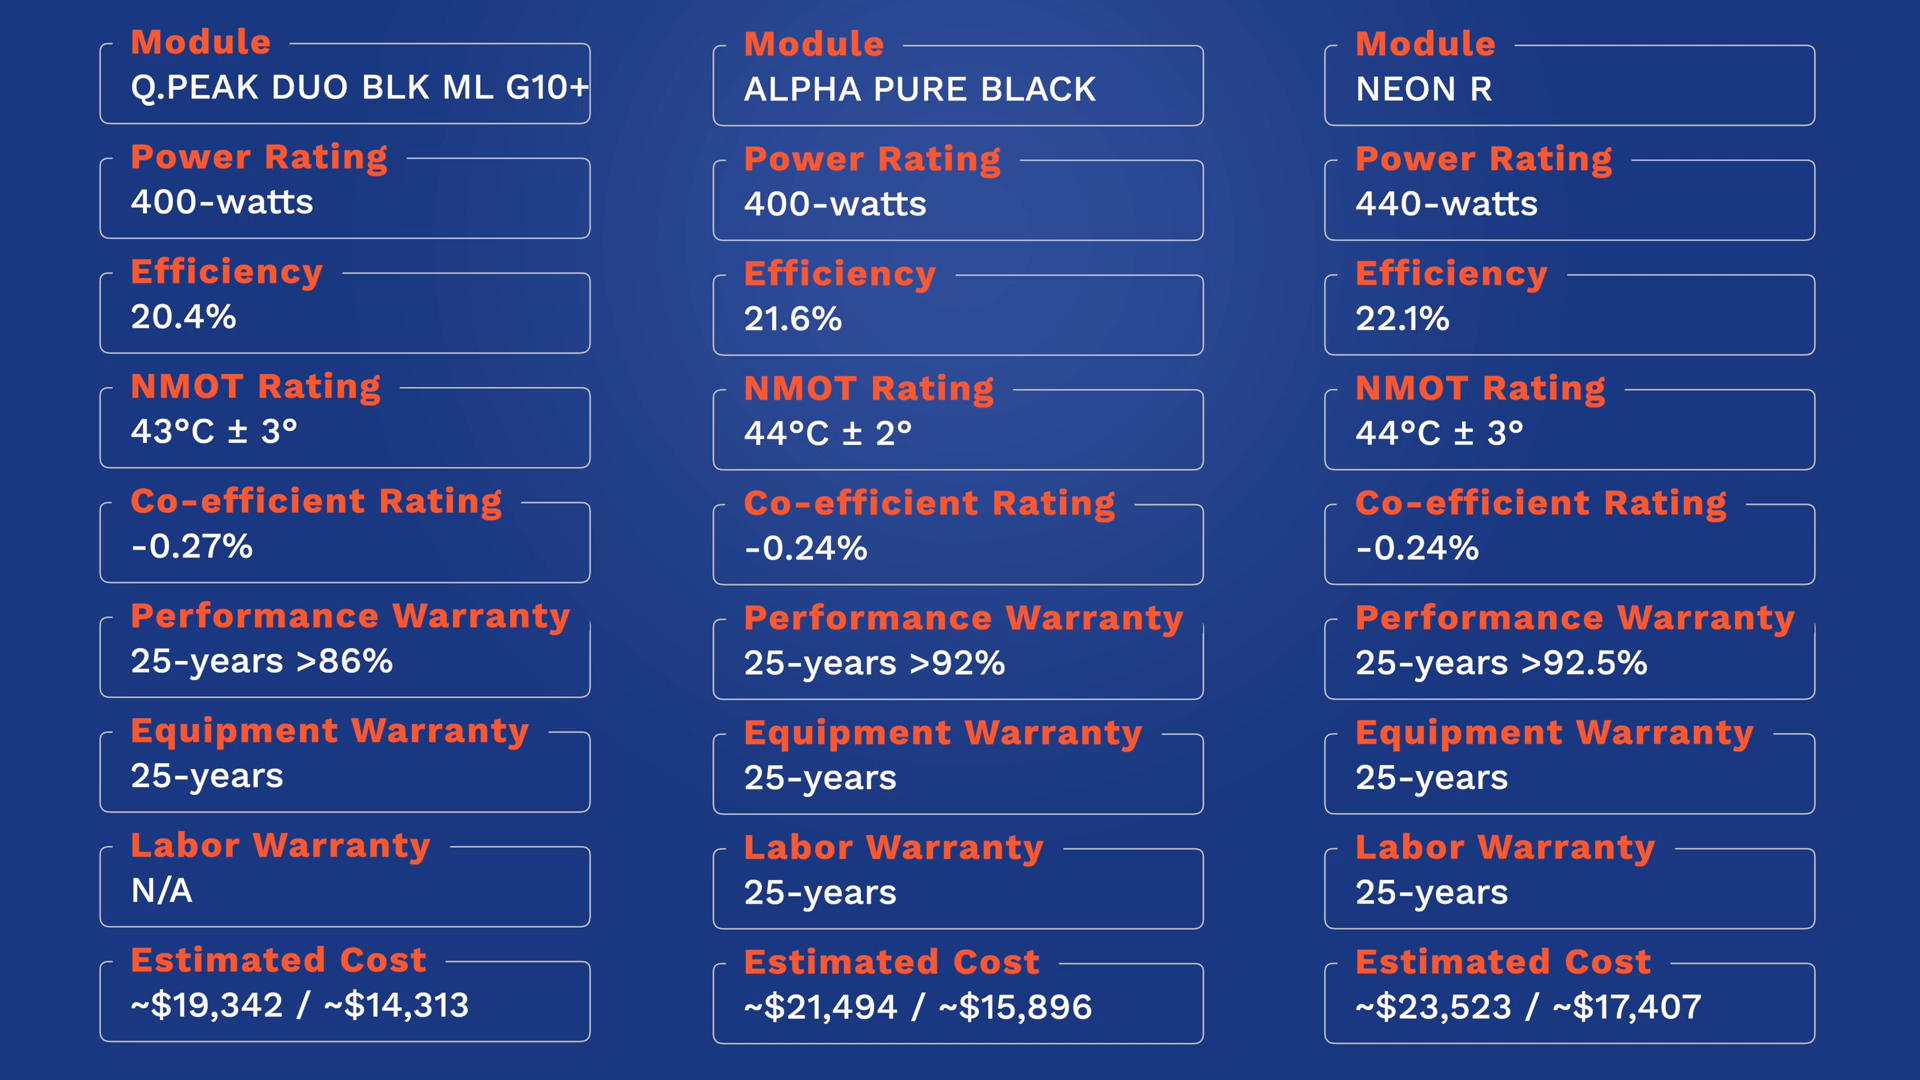 Module
Q.PEAK DUO BLK ML G10+
Power Rating
400-watts
Efficiency
20.4%
NMOT Rating
43°C ± 3°
Co-efficient Rating
-0.27%
Performance Warranty
25-years >86%
Equipment Warranty
25-years
Labor Warranty
N/A
Estimated Cost
~$19,342 / ~$14,313
Module
ALPHA PURE BLACK
Power Rating
400-watts
Efficiency
21.6%
NMOT Rating
44°C ± 2°
Co-efficient Rating
-0.24%
Performance Warranty
25-years >92%
Equipment Warranty
25-years
Labor Warranty
25-years
Estimated Cost
~$21,494 / ~$15,896
Module
NEON R
Power Rating
440-watts
Efficiency
22.1%
NMOT Rating
44°C ± 3°
Co-efficient Rating
-0.24%
Performance Warranty
25-years >92.5%
Equipment Warranty
25-years
Labor Warranty
25-years
Estimated Cost
~$23,523 / ~$17,407